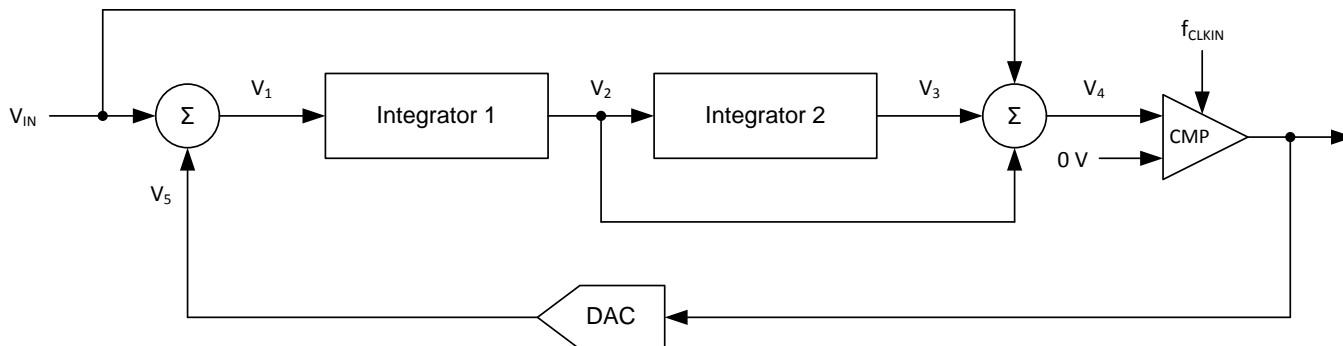 f_CLKIN
V_IN
Σ
V_1
Integrator 1
V_2
Integrator 2
V_3
Σ
V_4
CMP
0 V
V_5
DAC